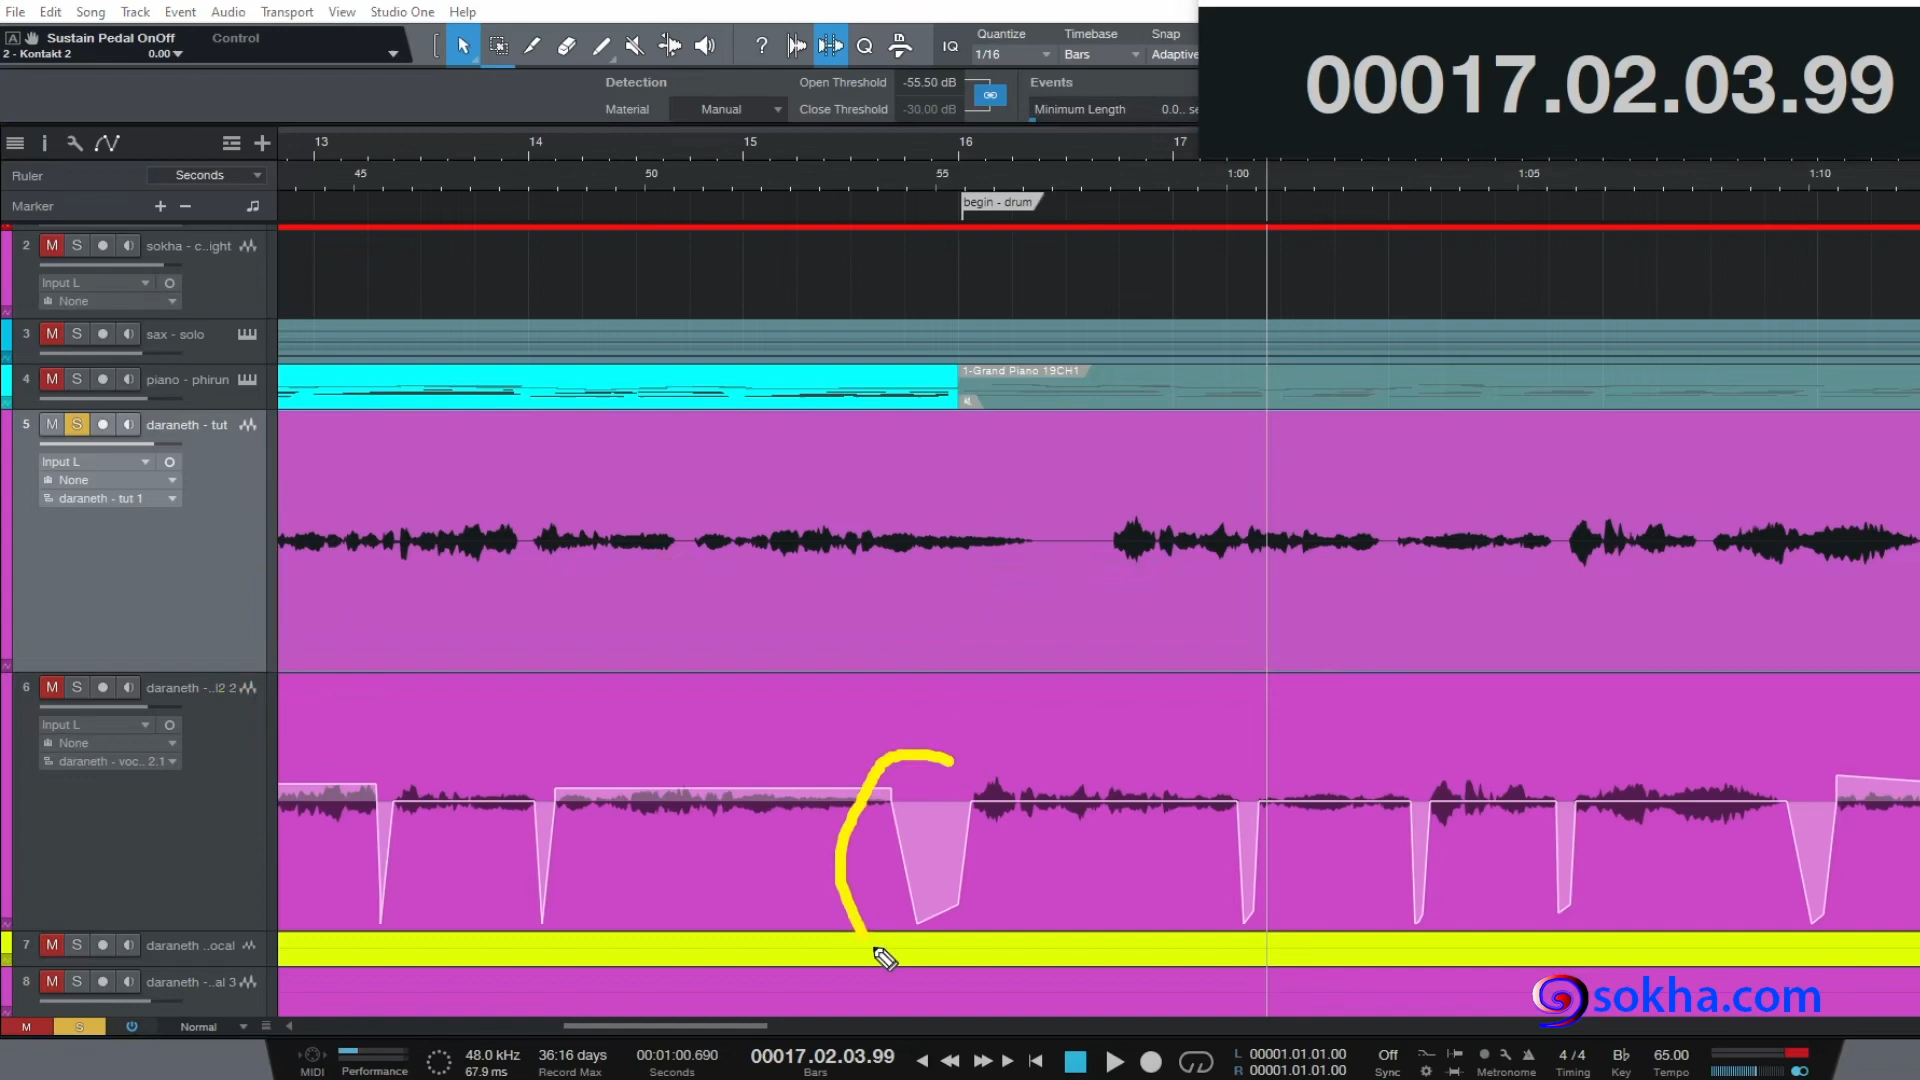 File Edit Song Track Event Audio Transport View Studio One Help
Sustain Pedal OnOff Control
2 - Kontakt 2 0.00
Quantize Timebase Snap
IQ 1/16 Bars Adaptive
00017.02.03.99
Detection Open Threshold -55.50 dB Events
Material Manual Close Threshold -30.00 dB Minimum Length 0.0.. se
13 14 15 16 17
Ruler Seconds 45 50 55 1:00 1:05 1:10
Marker begin - drum
2 M S sokha - c..ight
Input L
None
3 M S sax - solo
4 M S piano - phirun 1-Grand Piano 19CH1
5 M S daraneth - tut
Input L
None
daraneth - tut 1
6 M S daraneth -..l2 2
Input L
None
daraneth - voc.. 2.1
7 M S daraneth ..ocal
8 M S daraneth -..al 3
sokha.com
M S Normal
MIDI Performance
48.0 kHz 36:16 days 00:01:00.690 00017.02.03.99 L 00001.01.01.00 Off 4 / 4 B♭ 65.00
67.9 ms Record Max Seconds Bars R 00001.01.01.00 Sync Metronome Timing Key Tempo